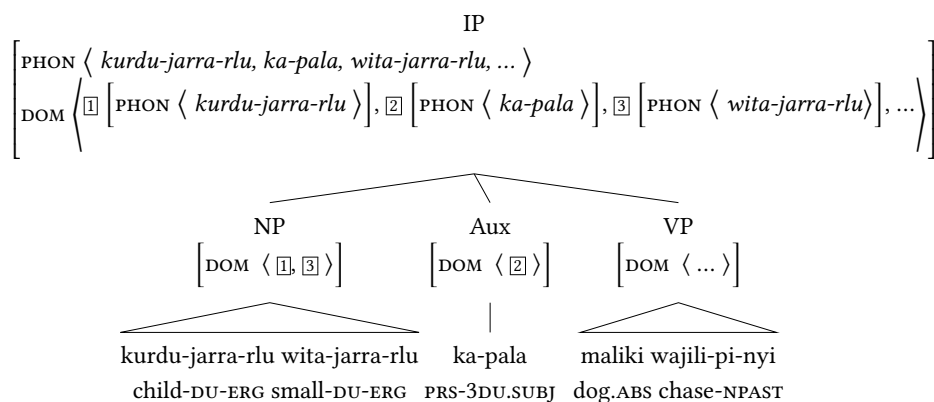 IP
PHON ⟨ kurdu-jarra-rlu, ka-pala, wita-jarra-rlu, ... ⟩
DOM ⟨ 1 [PHON ⟨ kurdu-jarra-rlu ⟩], 2 [PHON ⟨ ka-pala ⟩], 3 [PHON ⟨ wita-jarra-rlu⟩], ...⟩
NP Aux VP
[DOM ⟨ 1, 3 ⟩] [DOM ⟨ 2 ⟩] [DOM ⟨ ... ⟩]
kurdu-jarra-rlu wita-jarra-rlu ka-pala maliki wajili-pi-nyi
child-DU-ERG small-DU-ERG PRS-3DU.SUBJ dog.ABS chase-NPAST